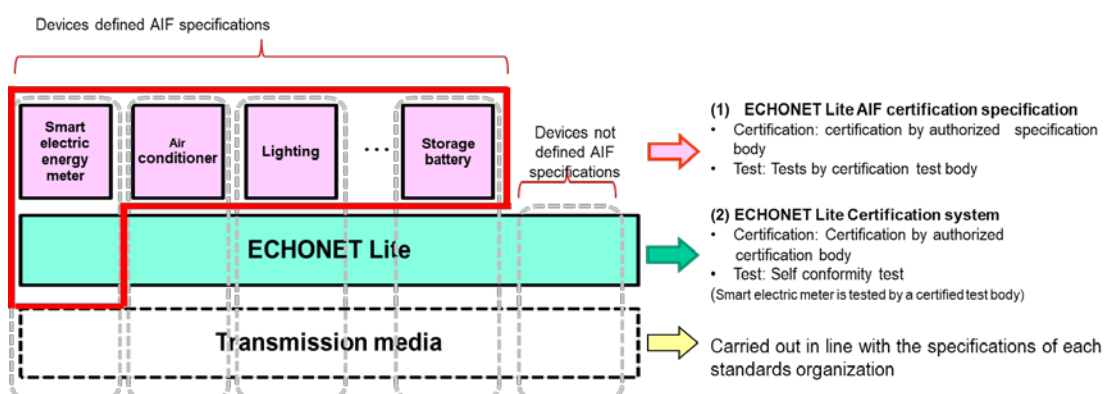 Devices defined AIF specifications
Smart
electric
energy
meter
Air
conditioner
Lighting
...
Storage
battery
Devices not
defined AIF
specifications
(1) ECHONET Lite AIF certification specification
• Certification: certification by authorized specification
body
• Test: Tests by certification test body
ECHONET Lite
(2) ECHONET Lite Certification system
• Certification: Certification by authorized
certification body
• Test: Self conformity test
(Smart electric meter is tested by a certified test body)
Transmission media
Carried out in line with the specifications of each
standards organization